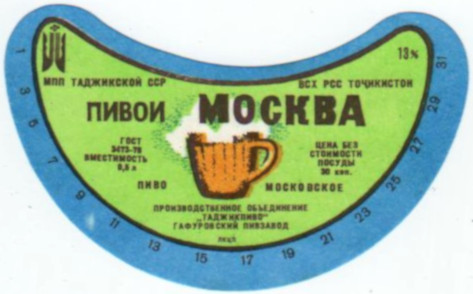 13%
МПП ТАДЖИКСКОЙ ССР
ВСХ РСС ТОҶИКИСТОН
ПИВОИ МОСКВА
ГОСТ
3473-78
ВМЕСТИМОСТЬ
0,5 л
ЦЕНА БЕЗ
СТОИМОСТИ
ПОСУДЫ
30 коп.
ПИВО МОСКОВСКОЕ
ПРОИЗВОДСТВЕННОЕ ОБЪЕДИНЕНИЕ
„ТАДЖИКПИВО"
ГАФУРОВСКИЙ ПИВЗАВОД
1 3 5 7 9 11 13 15 17 19 21 23 25 27 29 31